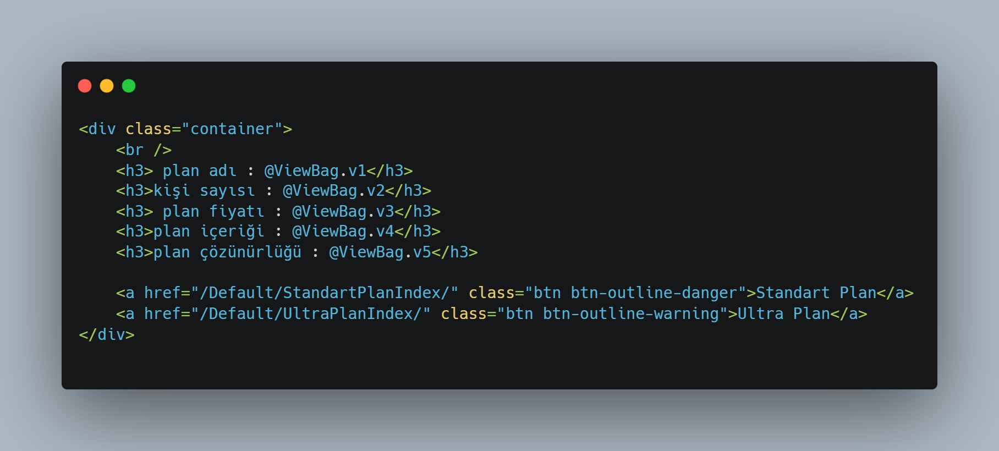 <div class="container">
    <br />
    <h3> plan adı : @ViewBag.v1</h3>
    <h3>kişi sayısı : @ViewBag.v2</h3>
    <h3> plan fiyatı : @ViewBag.v3</h3>
    <h3>plan içeriği : @ViewBag.v4</h3>
    <h3>plan çözünürlüğü : @ViewBag.v5</h3>

    <a href="/Default/StandartPlanIndex/" class="btn btn-outline-danger">Standart Plan</a>
    <a href="/Default/UltraPlanIndex/" class="btn btn-outline-warning">Ultra Plan</a>
</div>